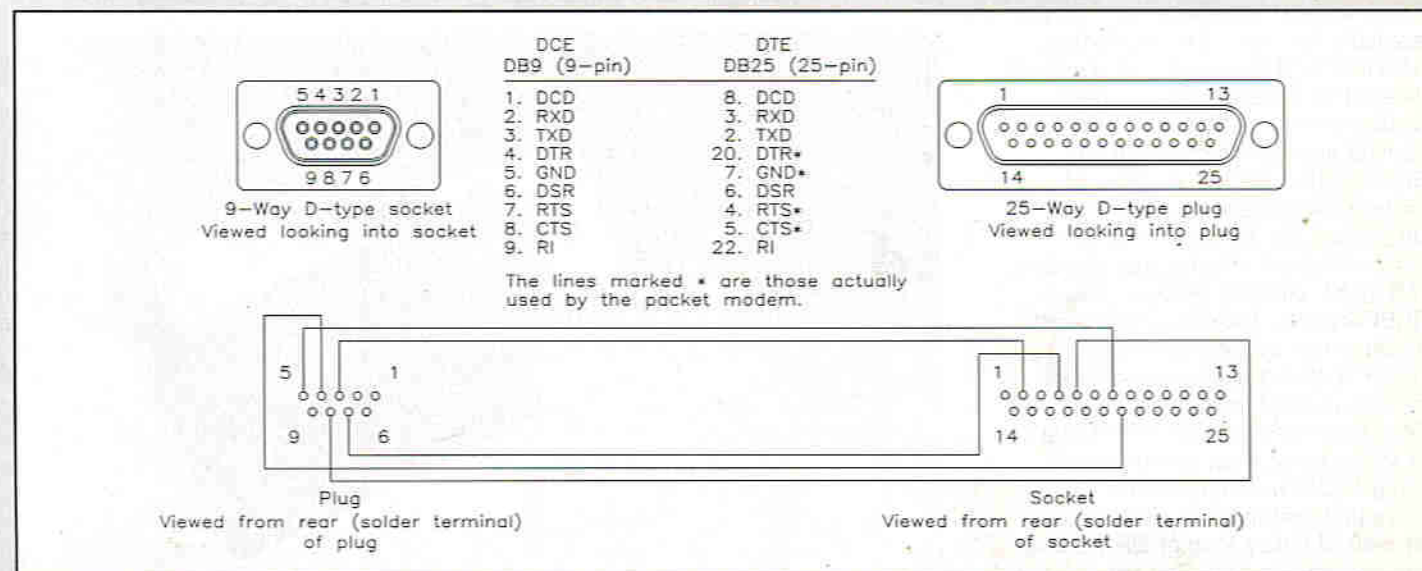 DCE DTE
DB9 (9-pin) DB25 (25-pin)
1. DCD 8. DCD
2. RXD 3. RXD
3. TXD 2. TXD
4. DTR 20. DTR*
5. GND 7. GND*
6. DSR 6. DSR
7. RTS 4. RTS*
8. CTS 5. CTS*
9. RI 22. RI
The lines marked * are those actually
used by the packet modem.
5 4 3 2 1
9 8 7 6
9-Way D-type socket
Viewed looking into socket
1 13
14 25
25-Way D-type plug
Viewed looking into plug
5 1
9 6
Plug
Viewed from rear (solder terminal)
of plug
1 13
14 25
Socket
Viewed from rear (solder terminal)
of socket